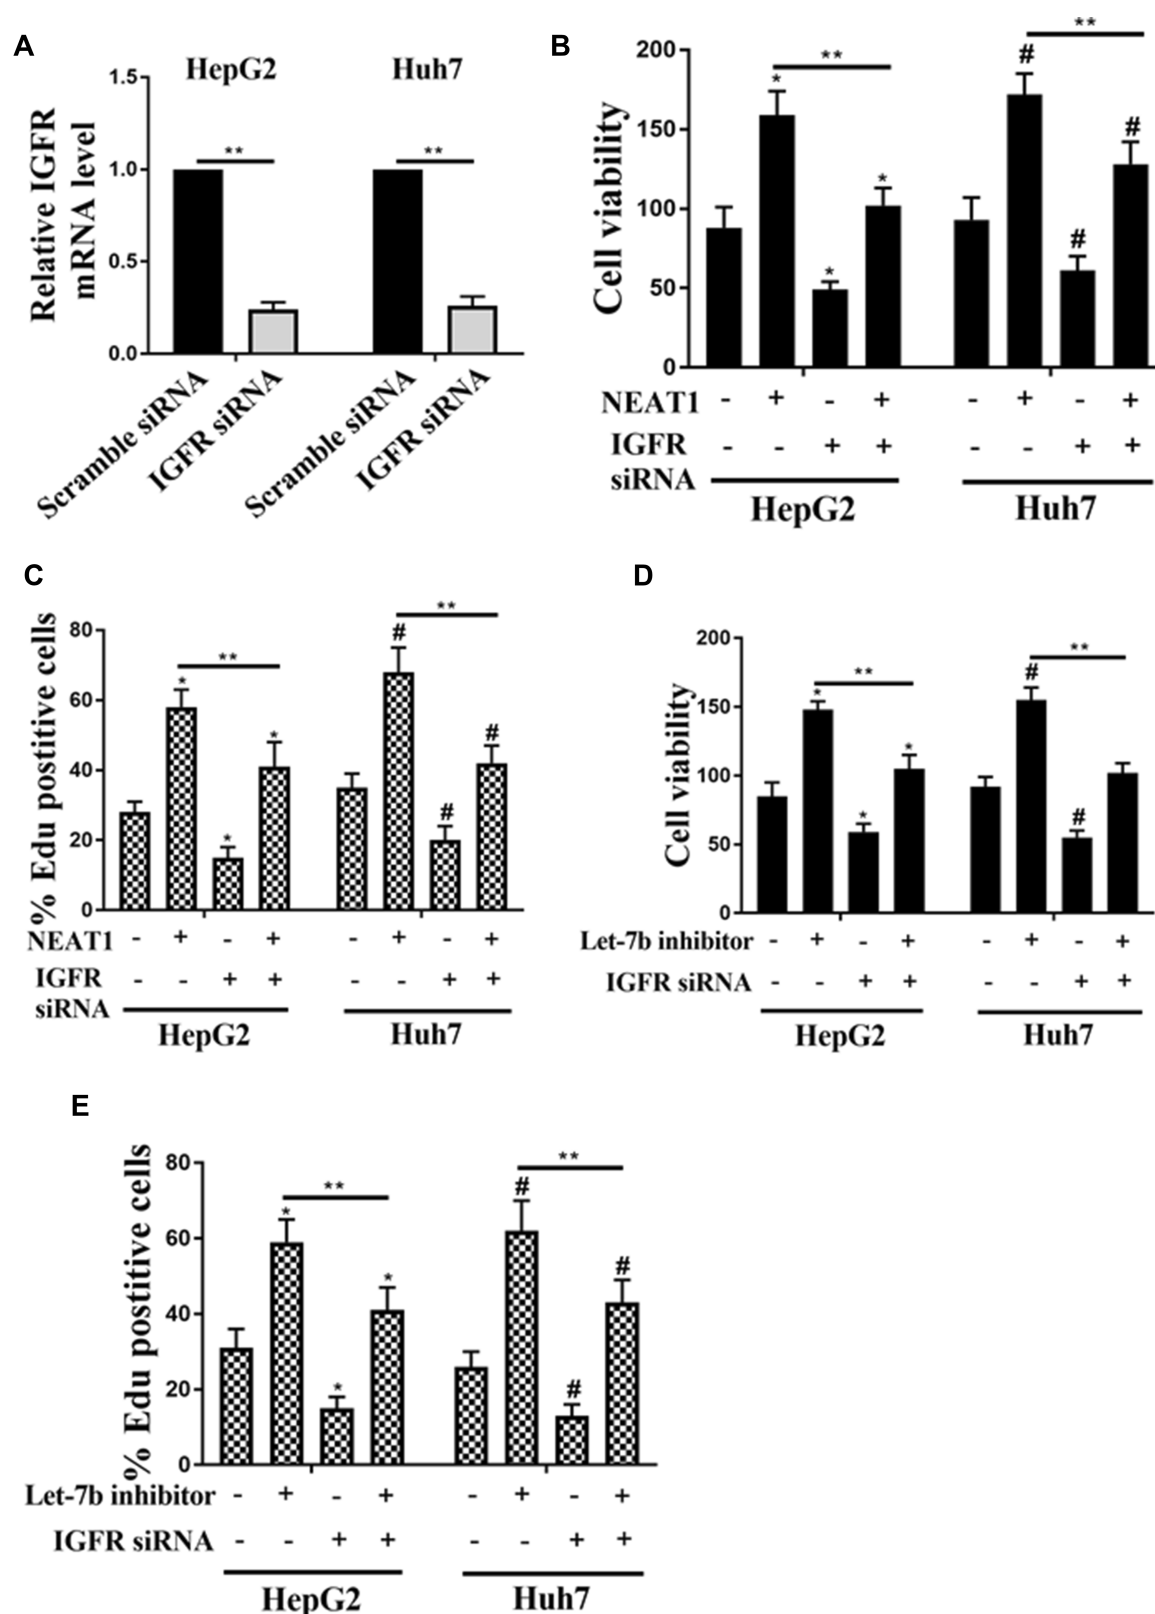 A
HepG2 Huh7
Relative IGFR
mRNA level
1.5
1.0
0.5
0.0
** **
Scramble siRNA IGFR siRNA Scramble siRNA IGFR siRNA
B
Cell viability
200
150
100
50
0
* ** * *
# ** # #
NEAT1 - + - + - + - +
IGFR - - + + - - + +
siRNA
HepG2 Huh7
C
% Edu postitive cells
80
60
40
20
0
* ** * *
# ** # #
NEAT1 - + - + - + - +
IGFR - - + + - - + +
siRNA
HepG2 Huh7
D
Cell viability
200
150
100
50
0
* ** * *
# ** #
Let-7b inhibitor - + - + - + - +
IGFR siRNA - - + + - - + +
HepG2 Huh7
E
% Edu postitive cells
80
60
40
20
0
* ** * *
# ** # #
Let-7b inhibitor - + - + - + - +
IGFR siRNA - - + + - - + +
HepG2 Huh7